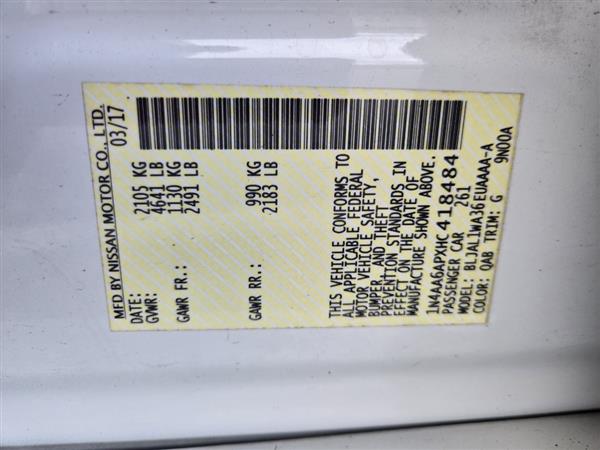 MFD BY NISSAN MOTOR CO., LTD.
DATE: 03/17
GVWR: 2105 KG
4641 LB
GAWR FR.: 1130 KG
2491 LB
GAWR RR.: 990 KG
2183 LB
THIS VEHICLE CONFORMS TO
ALL APPLICABLE FEDERAL
MOTOR VEHICLE SAFETY,
BUMPER, AND THEFT
PREVENTION STANDARDS IN
EFFECT ON THE DATE OF
MANUFACTURE SHOWN ABOVE.
1N4AA6APXHC418484
PASSENGER CAR 261
MODEL: BLJAL1WA36EUAAAA-A
COLOR: QAB TRIM: G 9N00A